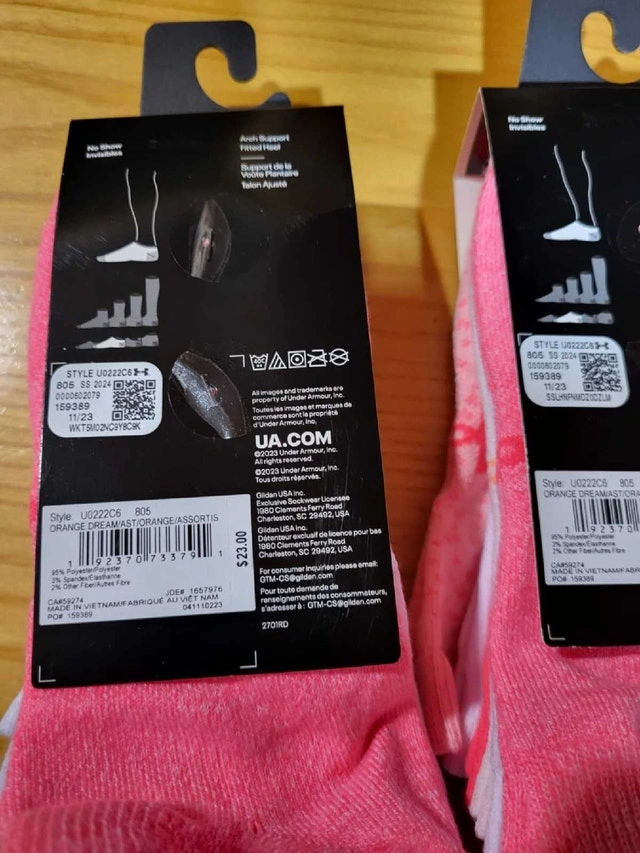 No Show
Invisibles
Arch Support
Fitted Heel
Support de la
Voûte Plantaire
Talon Ajusté
STYLE U0222C6
805 SS 2024
0000602079
159389
11/23
WKT5M02NC9Y8C9K
All images and trademarks are
property of Under Armour, Inc.
Toutes les images et marques de
commerce sont la propriété
d'Under Armour, Inc.
UA.COM
©2023 Under Armour, Inc.
All rights reserved.
©2023 Under Armour, Inc.
Tous droits réservés.
Gildan USA Inc.
Exclusive Sockwear Licensee
1980 Clements Ferry Road
Charleston, SC 29492, USA
Gildan USA Inc.
Détenteur exclusif de licence pour bas
1980 Clements Ferry Road
Charleston, SC 29492, USA
For consumer inquiries please email:
GTM-CS@gildan.com
Pour toute demande de
renseignements des consommateurs,
s'adresser à : GTM-CS@gildan.com
2701RD
Style: U0222C6 805
ORANGE DREAM/AST/ORANGE/ASSORTIS
1 92370 73379 1
$23.00
95% Polyester/Polyester
2% Spandex/Elasthanne
2% Other Fiber/Autres Fibre
CA#59274
JDE# 1657976
MADE IN VIETNAM/FABRIQUÉ AU VIÊT NAM
PO# 159389
041110223
No Show
Invisibles
STYLE U0222C6
805 SS 2024
0000602079
159389
11/23
Style: U0222C6 805
ORANGE DREAM/AST/OR
1 92370
95% Polyester/Polyester
2% Spandex/Elasthanne
2% Other Fiber/Autres Fibre
CA#59274
MADE IN VIETNAM/FABR
PO# 159389